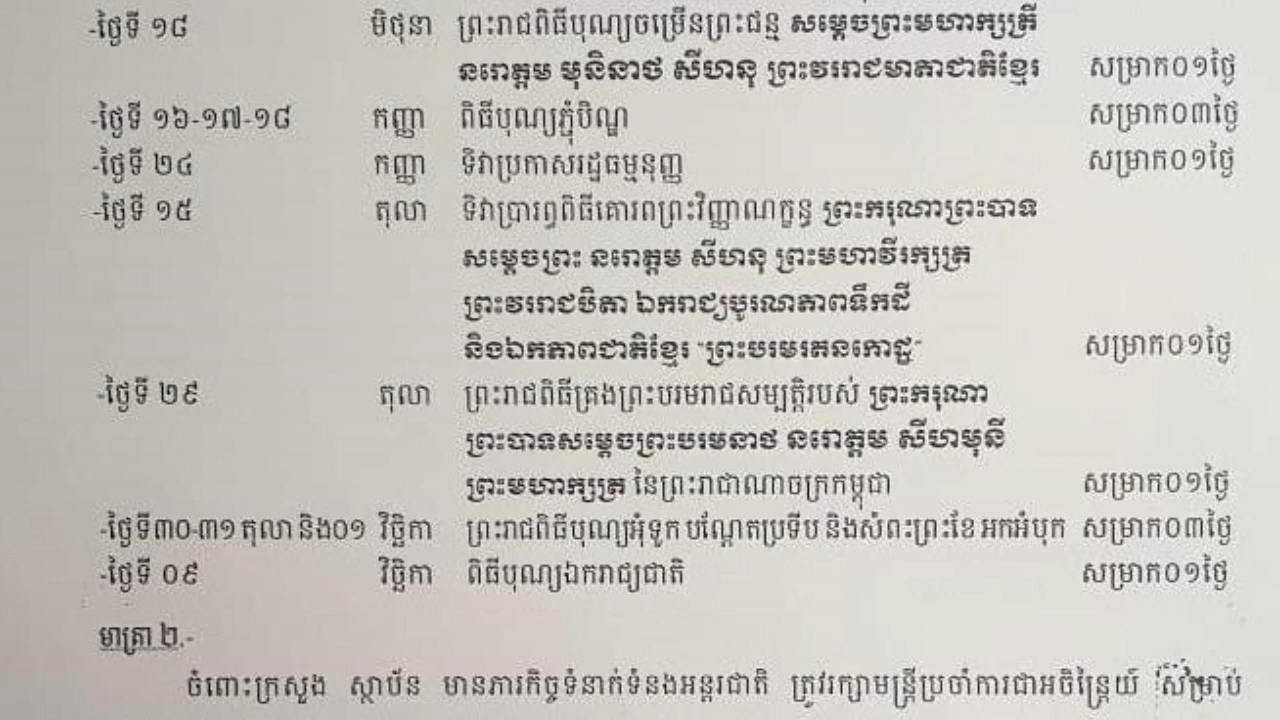 -ថ្ងៃទី ១៨ មិថុនា ព្រះរាជពិធីបុណ្យចម្រើនព្រះជន្ម សម្តេចព្រះមហាក្សត្រី
នរោត្តម មុនិនាថ សីហនុ ព្រះវររាជមាតាជាតិខ្មែរ សម្រាក០១ថ្ងៃ
-ថ្ងៃទី ១៦-១៧-១៨ កញ្ញា ពិធីបុណ្យភ្ជុំបិណ្ឌ សម្រាក០៣ថ្ងៃ
-ថ្ងៃទី ២៤ កញ្ញា ទិវាប្រកាសរដ្ឋធម្មនុញ្ញ សម្រាក០១ថ្ងៃ
-ថ្ងៃទី ១៥ តុលា ទិវាប្រារព្ធពិធីគោរពព្រះវិញ្ញាណក្ខន្ធ ព្រះករុណាព្រះបាទ
សម្តេចព្រះ នរោត្តម សីហនុ ព្រះមហាវីរក្សត្រ
ព្រះវររាជបិតា ឯករាជ្យបូរណភាពទឹកដី
និងឯកភាពជាតិខ្មែរ "ព្រះបរមរតនកោដ្ឋ" សម្រាក០១ថ្ងៃ
-ថ្ងៃទី ២៩ តុលា ព្រះរាជពិធីគ្រងព្រះបរមរាជសម្បត្តិរបស់ ព្រះករុណា
ព្រះបាទសម្តេចព្រះបរមនាថ នរោត្តម សីហមុនី
ព្រះមហាក្សត្រ នៃព្រះរាជាណាចក្រកម្ពុជា សម្រាក០១ថ្ងៃ
-ថ្ងៃទី៣០-៣១ តុលា និង០១ វិច្ឆិកា ព្រះរាជពិធីបុណ្យអុំទូក បណ្តែតប្រទីប និងសំពះព្រះខែ អកអំបុក សម្រាក០៣ថ្ងៃ
-ថ្ងៃទី ០៩ វិច្ឆិកា ពិធីបុណ្យឯករាជ្យជាតិ សម្រាក០១ថ្ងៃ
មាត្រា ២.-
ចំពោះក្រសួង ស្ថាប័ន មានភារកិច្ចទំនាក់ទំនងអន្តរជាតិ ត្រូវរក្សាមន្ត្រីប្រចាំការជាអចិន្ត្រៃយ៍ សម្រាប់